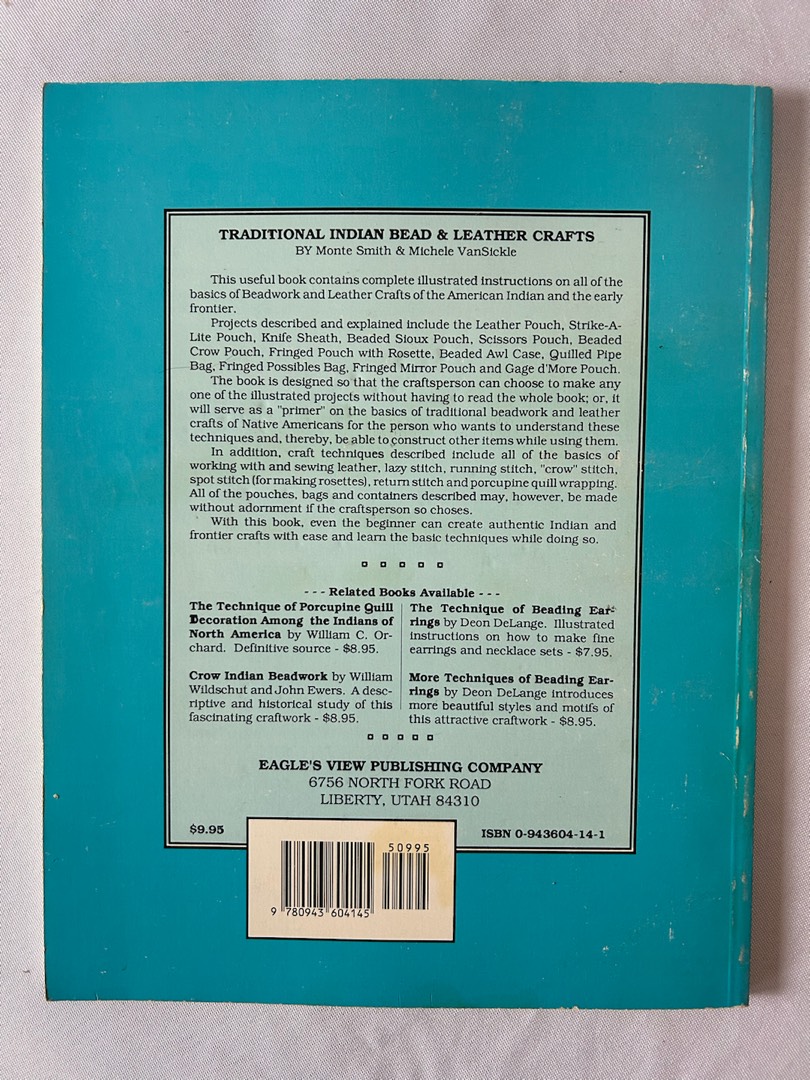 TRADITIONAL INDIAN BEAD & LEATHER CRAFTS
BY Monte Smith & Michele VanSickle
This useful book contains complete illustrated instructions on all of the
basics of Beadwork and Leather Crafts of the American Indian and the early
frontier.
Projects described and explained include the Leather Pouch, Strike-A-
Lite Pouch, Knife Sheath, Beaded Sioux Pouch, Scissors Pouch, Beaded
Crow Pouch, Fringed Pouch with Rosette, Beaded Awl Case, Quilled Pipe
Bag, Fringed Possibles Bag, Fringed Mirror Pouch and Gage d'More Pouch.
The book is designed so that the craftsperson can choose to make any
one of the illustrated projects without having to read the whole book; or, it
will serve as a "primer" on the basics of traditional beadwork and leather
crafts of Native Americans for the person who wants to understand these
techniques and, thereby, be able to construct other items while using them.
In addition, craft techniques described include all of the basics of
working with and sewing leather, lazy stitch, running stitch, "crow" stitch,
spot stitch (for making rosettes), return stitch and porcupine quill wrapping.
All of the pouches, bags and containers described may, however, be made
without adornment if the craftsperson so choses.
With this book, even the beginner can create authentic Indian and
frontier crafts with ease and learn the basic techniques while doing so.
- - - Related Books Available - - -
The Technique of Porcupine Quill
Decoration Among the Indians of
North America by William C. Or-
chard. Definitive source - $8.95.
Crow Indian Beadwork by William
Wildschut and John Ewers. A desc-
riptive and historical study of this
fascinating craftwork - $8.95.
The Technique of Beading Ear-
rings by Deon DeLange. Illustrated
instructions on how to make fine
earrings and necklace sets - $7.95.
More Techniques of Beading Ear-
rings by Deon DeLange introduces
more beautiful styles and motifs of
this attractive craftwork - $8.95.
EAGLE'S VIEW PUBLISHING COMPANY
6756 NORTH FORK ROAD
LIBERTY, UTAH 84310
$9.95
ISBN 0-943604-14-1
50995
9 780943 604145